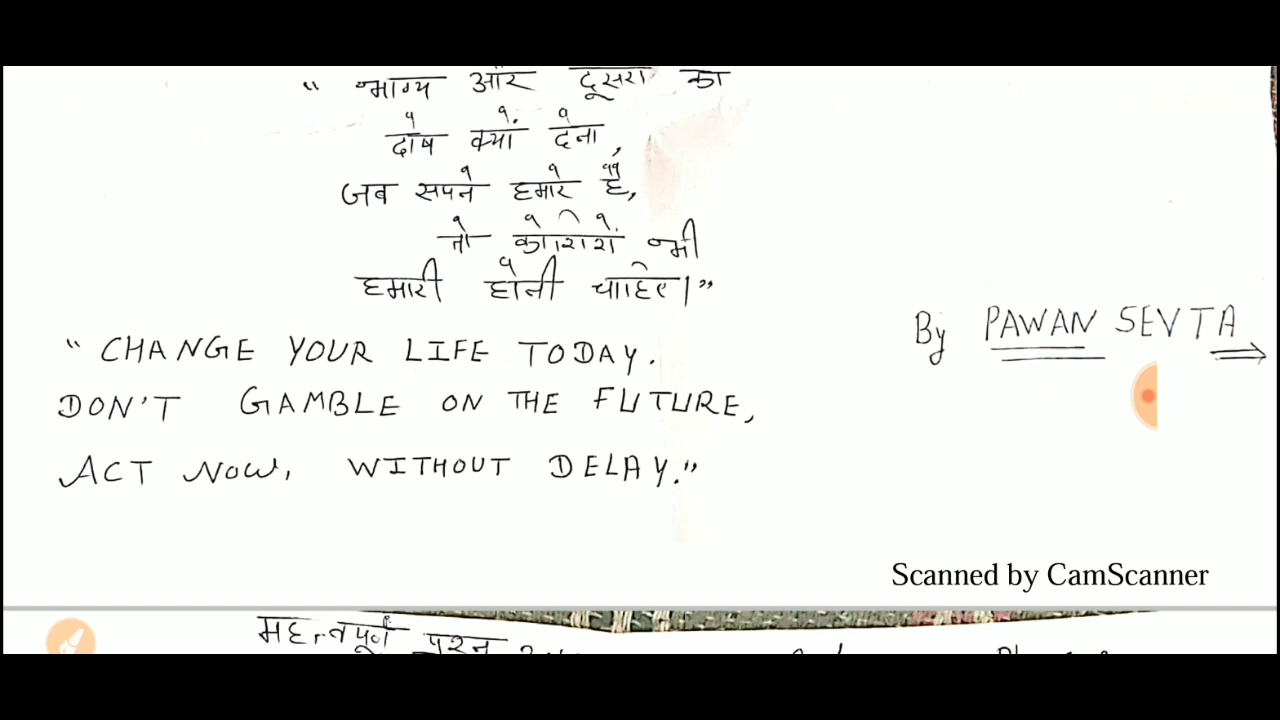 “ भाग्य और दूसरों को
दोष क्यों देना,
जब सपने हमारे हैं,
तो कोशिशें भी
हमारी होनी चाहिए।”
By PAWAN SEVTA
“ CHANGE YOUR LIFE TODAY.
DON'T GAMBLE ON THE FUTURE,
ACT NOW, WITHOUT DELAY.”
Scanned by CamScanner
महत्वपूर्ण प्रश्न